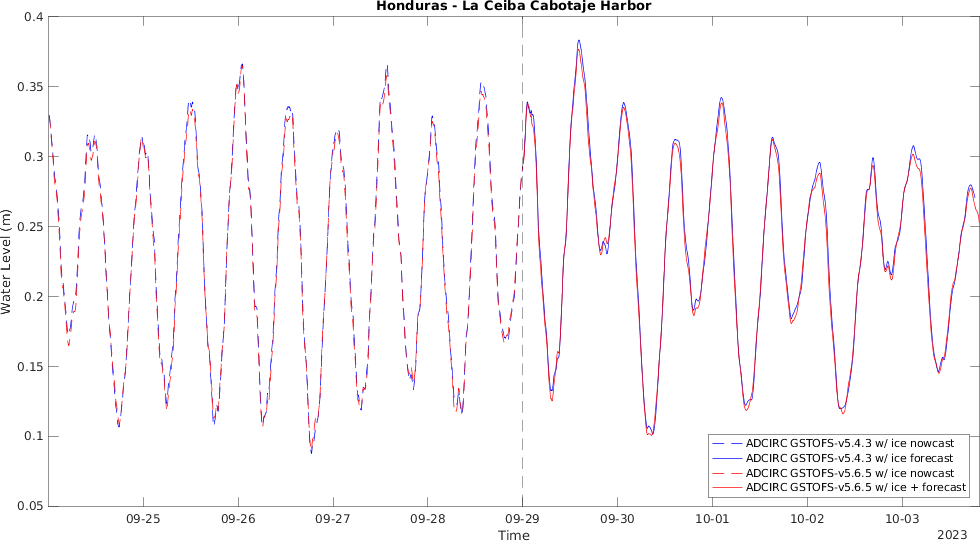 Honduras - La Ceiba Cabotaje Harbor
0.4
0.35
0.3
0.25
0.2
0.15
0.1
0.05
Water Level (m)
ADCIRC GSTOFS-v5.4.3 w/ ice nowcast
ADCIRC GSTOFS-v5.4.3 w/ ice forecast
ADCIRC GSTOFS-v5.6.5 w/ ice nowcast
ADCIRC GSTOFS-v5.6.5 w/ ice + forecast
09-25 09-26 09-27 09-28 09-29 09-30 10-01 10-02 10-03
Time
2023